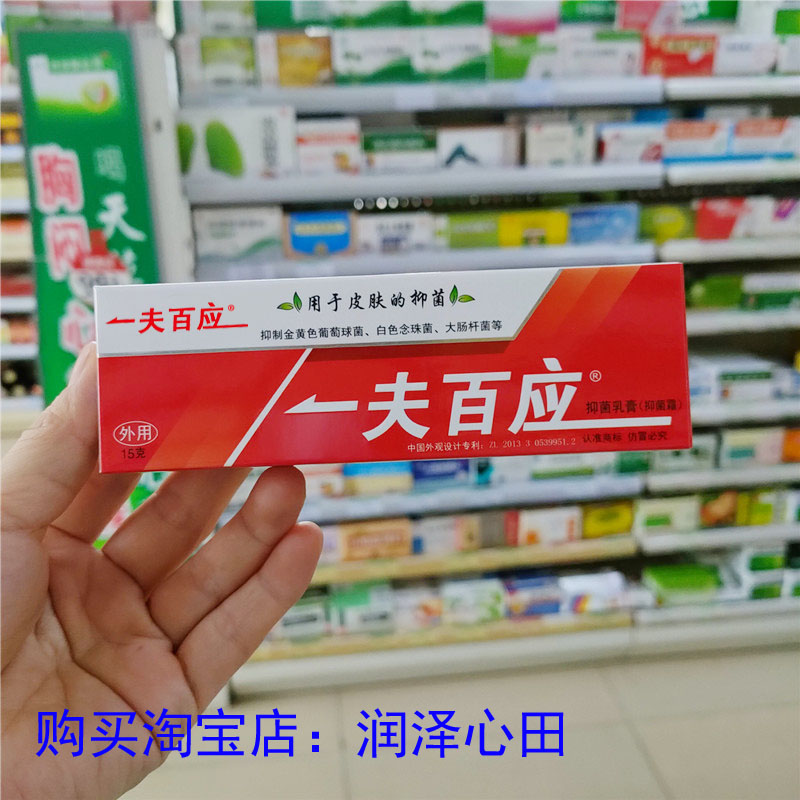 胸闷
天
一夫百应®
用于皮肤的抑菌
抑制金黄色葡萄球菌、白色念珠菌、大肠杆菌等
一夫百应®
抑菌乳膏(抑菌霜)
外用
15克
中国外观设计专利:ZL 2013 3 0539951.2
认准商标 仿冒必究
购买淘宝店：润泽心田